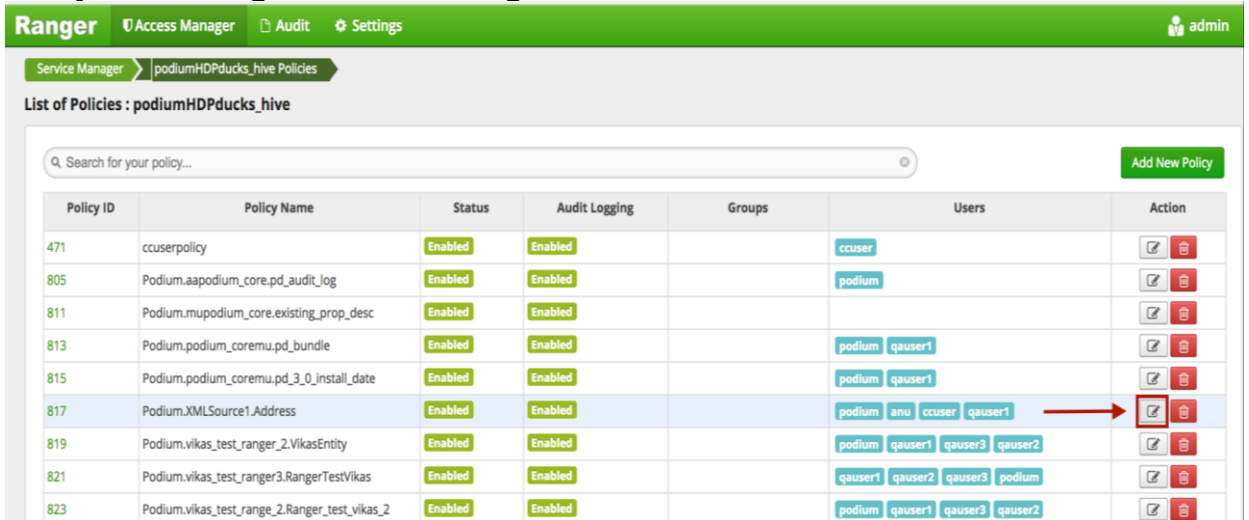 Ranger Access Manager Audit Settings admin
Service Manager podiumHDPducks_hive Policies
List of Policies : podiumHDPducks_hive
Search for your policy... Add New Policy
Policy ID Policy Name Status Audit Logging Groups Users Action
471 ccuserpolicy Enabled Enabled ccuser
805 Podium.aapodium_core.pd_audit_log Enabled Enabled podium
811 Podium.mupodium_core.existing_prop_desc Enabled Enabled
813 Podium.podium_coremu.pd_bundle Enabled Enabled podium qauser1
815 Podium.podium_coremu.pd_3_0_install_date Enabled Enabled podium qauser1
817 Podium.XMLSource1.Address Enabled Enabled podium anu ccuser qauser1
819 Podium.vikas_test_ranger_2.VikasEntity Enabled Enabled podium qauser1 qauser3 qauser2
821 Podium.vikas_test_ranger3.RangerTestVikas Enabled Enabled qauser1 qauser2 qauser3 podium
823 Podium.vikas_test_range_2.Ranger_test_vikas_2 Enabled Enabled podium qauser1 qauser3 qauser2